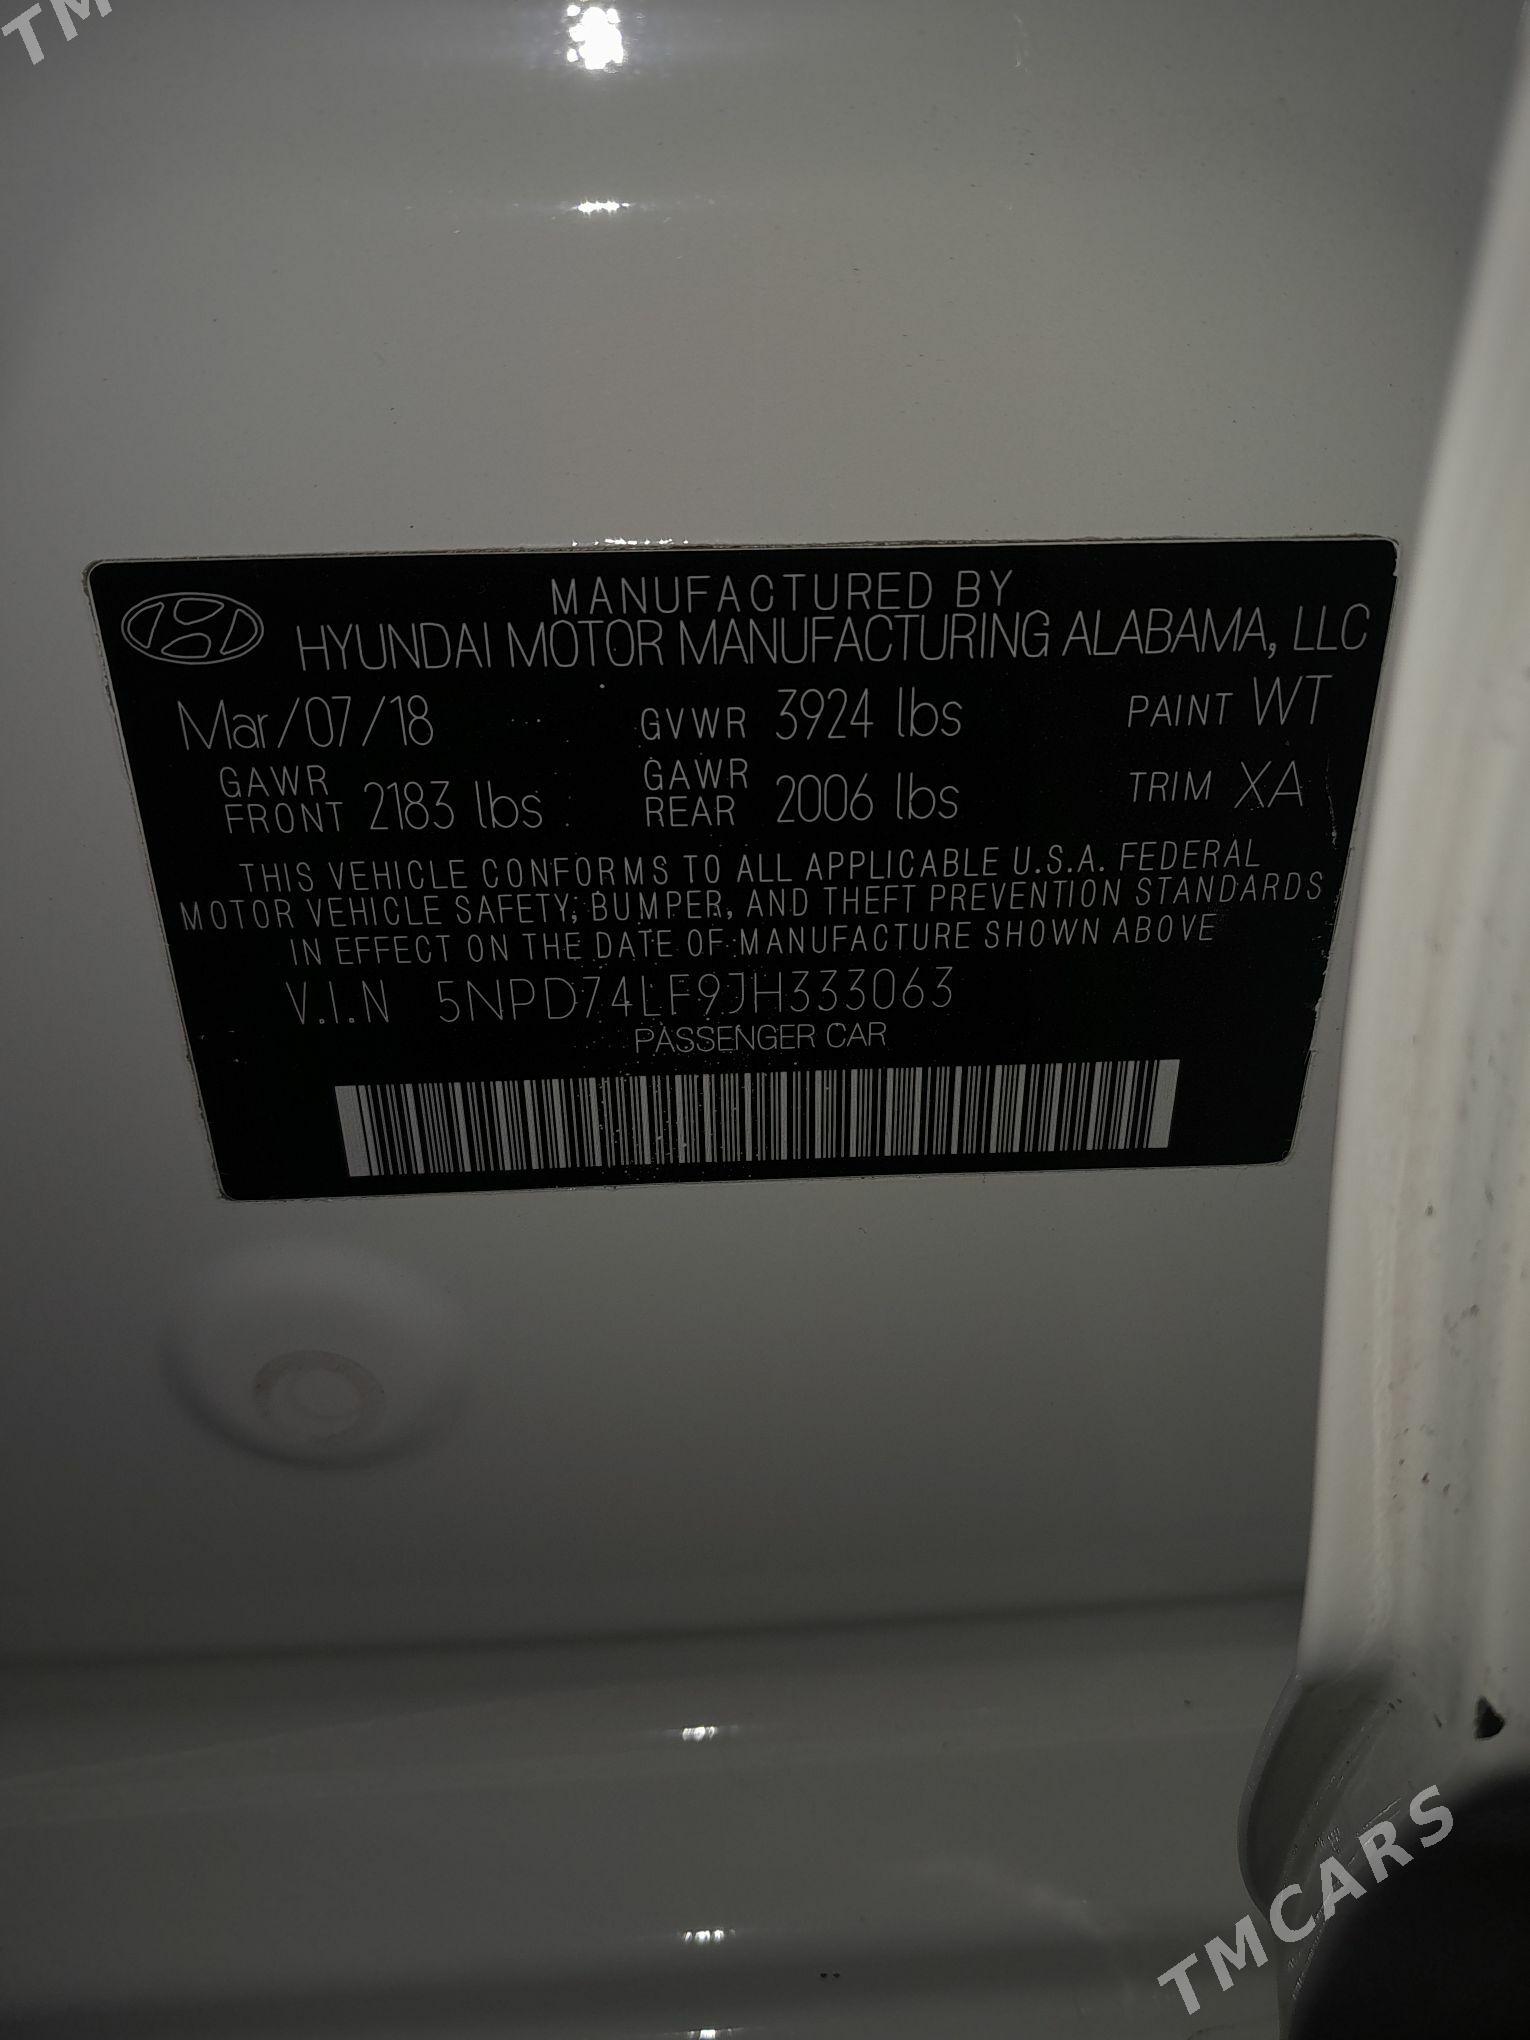 TM
MANUFACTURED BY
HYUNDAI MOTOR MANUFACTURING ALABAMA, LLC
Mar/07/18 GVWR 3924 lbs PAINT WT
GAWR FRONT 2183 lbs GAWR REAR 2006 lbs TRIM XA
THIS VEHICLE CONFORMS TO ALL APPLICABLE U.S.A. FEDERAL
MOTOR VEHICLE SAFETY, BUMPER, AND THEFT PREVENTION STANDARDS
IN EFFECT ON THE DATE OF MANUFACTURE SHOWN ABOVE
V.I.N 5NPD74LF9JH333063
PASSENGER CAR
TMCARS